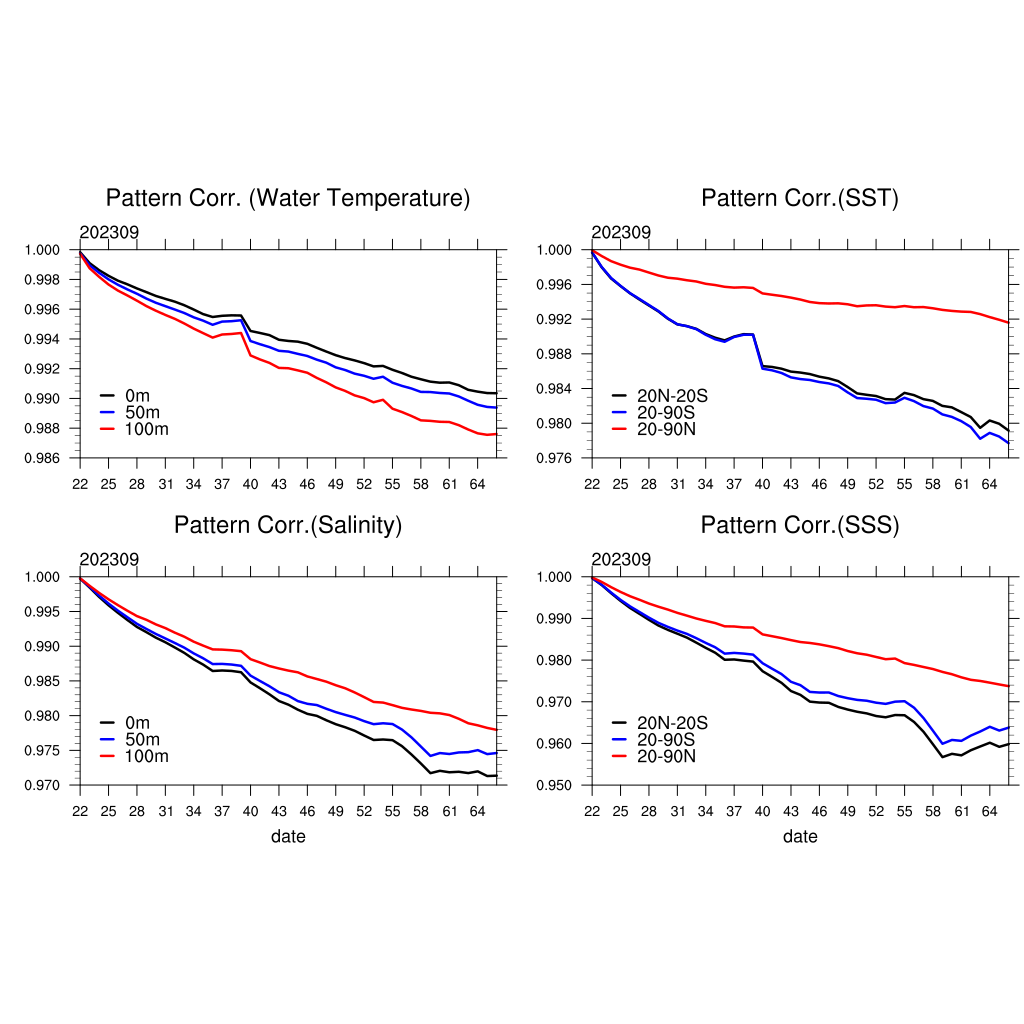 Pattern Corr. (Water Temperature)
202309
1.000
0.998
0.996
0.994
0.992
0.990
0.988
0.986
0m
50m
100m
22 25 28 31 34 37 40 43 46 49 52 55 58 61 64
Pattern Corr.(SST)
202309
1.000
0.996
0.992
0.988
0.984
0.980
0.976
20N-20S
20-90S
20-90N
22 25 28 31 34 37 40 43 46 49 52 55 58 61 64
Pattern Corr.(Salinity)
202309
1.000
0.995
0.990
0.985
0.980
0.975
0.970
0m
50m
100m
22 25 28 31 34 37 40 43 46 49 52 55 58 61 64
date
Pattern Corr.(SSS)
202309
1.000
0.990
0.980
0.970
0.960
0.950
20N-20S
20-90S
20-90N
22 25 28 31 34 37 40 43 46 49 52 55 58 61 64
date